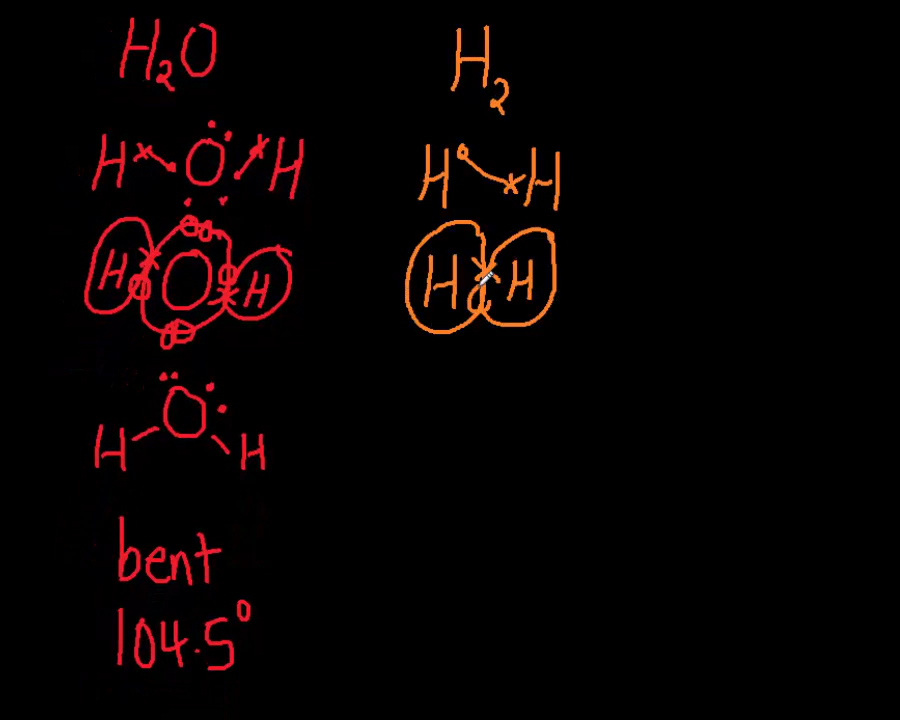 H₂O
H O H
H O H
H O H
bent
104.5°
H₂
H H
H H